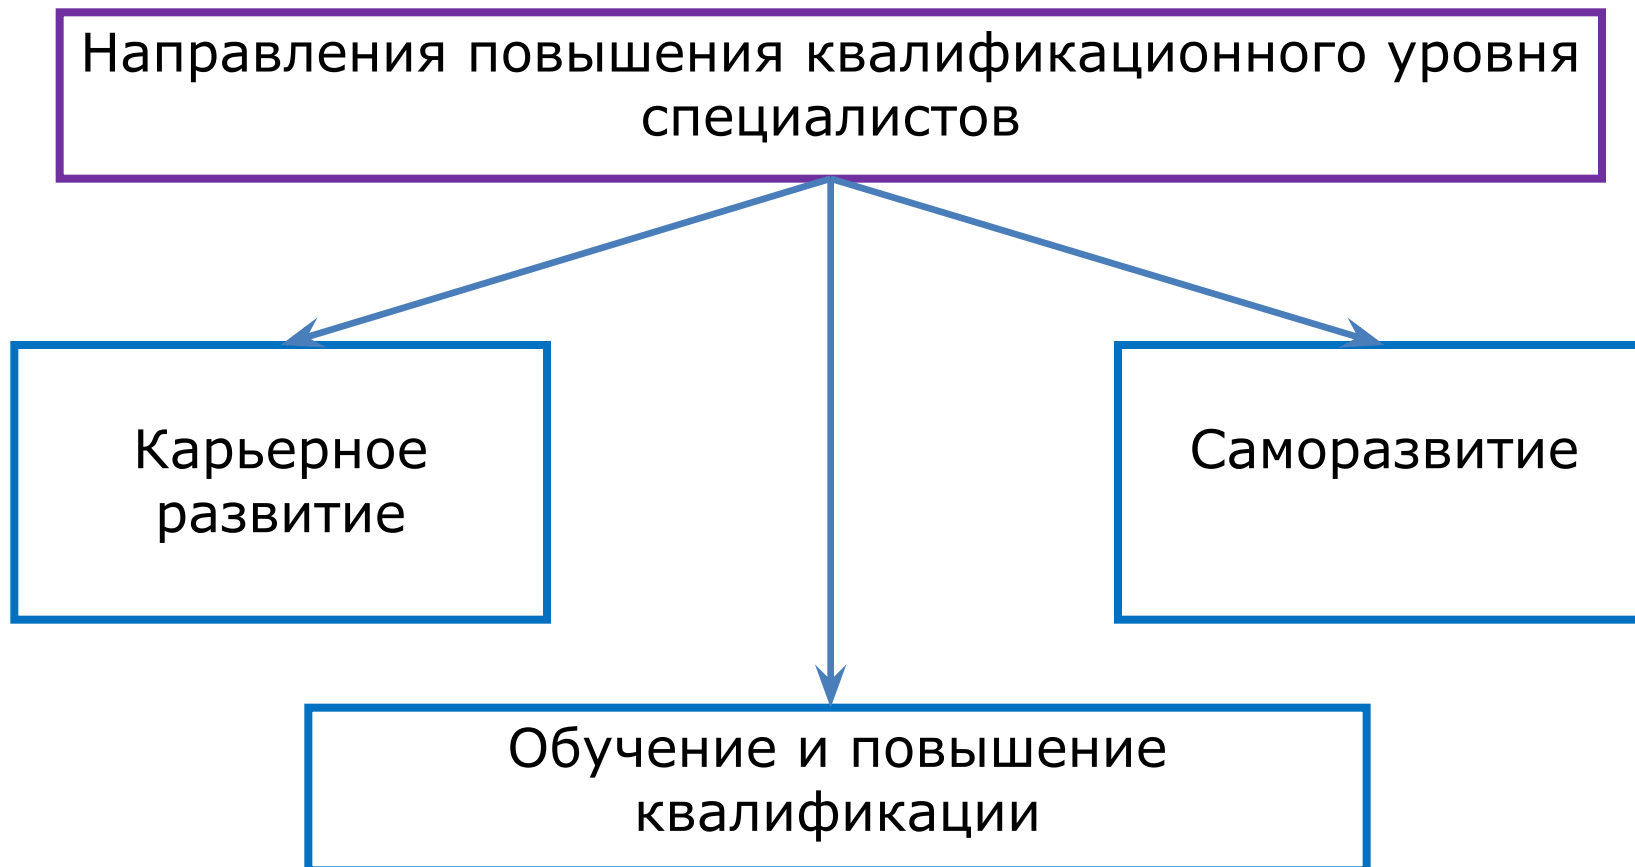 Направления повышения квалификационного уровня
специалистов
Карьерное
развитие
Саморазвитие
Обучение и повышение
квалификации